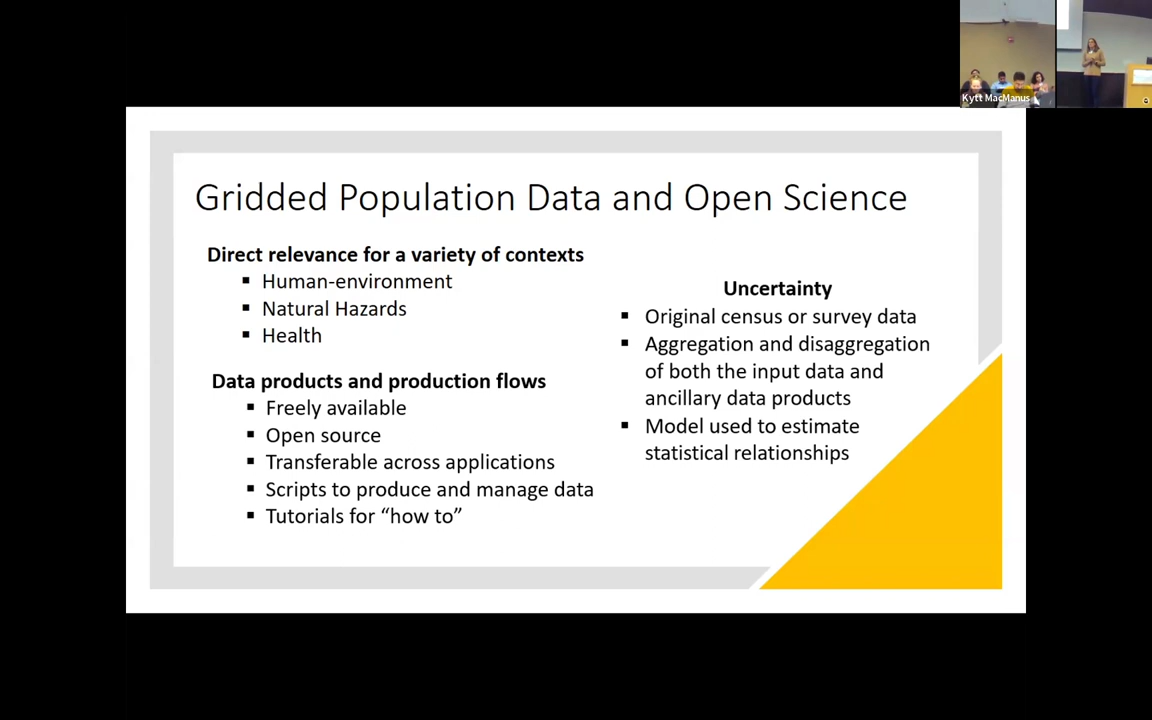 Kytt MacManus
Gridded Population Data and Open Science
Direct relevance for a variety of contexts
Human-environment
Natural Hazards
Health
Data products and production flows
Freely available
Open source
Transferable across applications
Scripts to produce and manage data
Tutorials for “how to”
Uncertainty
Original census or survey data
Aggregation and disaggregation
of both the input data and
ancillary data products
Model used to estimate
statistical relationships